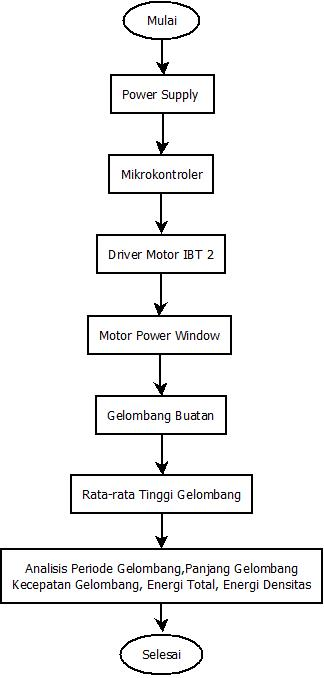 Mulai
Power Supply
Mikrokontroler
Driver Motor IBT 2
Motor Power Window
Gelombang Buatan
Rata-rata Tinggi Gelombang
Analisis Periode Gelombang,Panjang Gelombang
Kecepatan Gelombang, Energi Total, Energi Densitas
Selesai